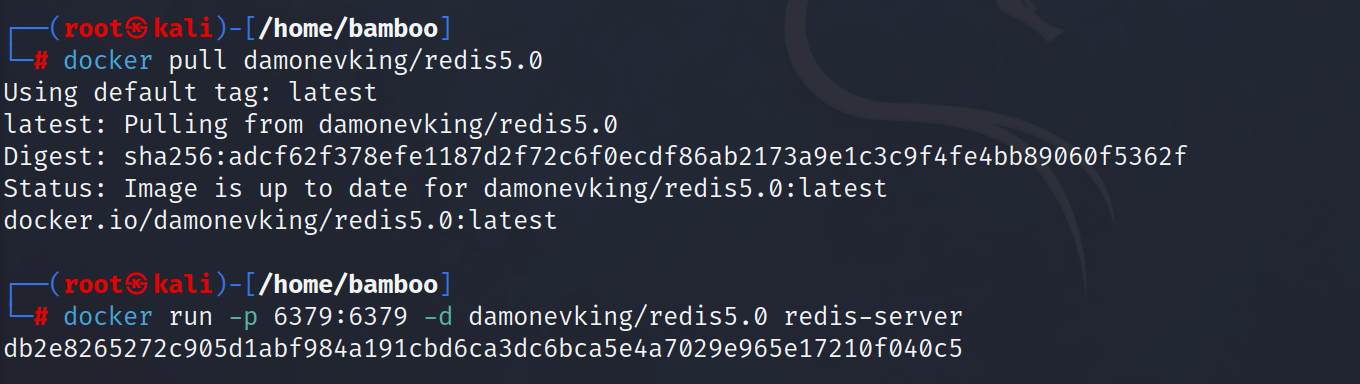 ┌──(root㉿kali)-[/home/bamboo]
└─# docker pull damonevking/redis5.0
Using default tag: latest
latest: Pulling from damonevking/redis5.0
Digest: sha256:adcf62f378efe1187d2f72c6f0ecdf86ab2173a9e1c3c9f4fe4bb89060f5362f
Status: Image is up to date for damonevking/redis5.0:latest
docker.io/damonevking/redis5.0:latest
┌──(root㉿kali)-[/home/bamboo]
└─# docker run -p 6379:6379 -d damonevking/redis5.0 redis-server
db2e8265272c905d1abf984a191cbd6ca3dc6bca5e4a7029e965e17210f040c5